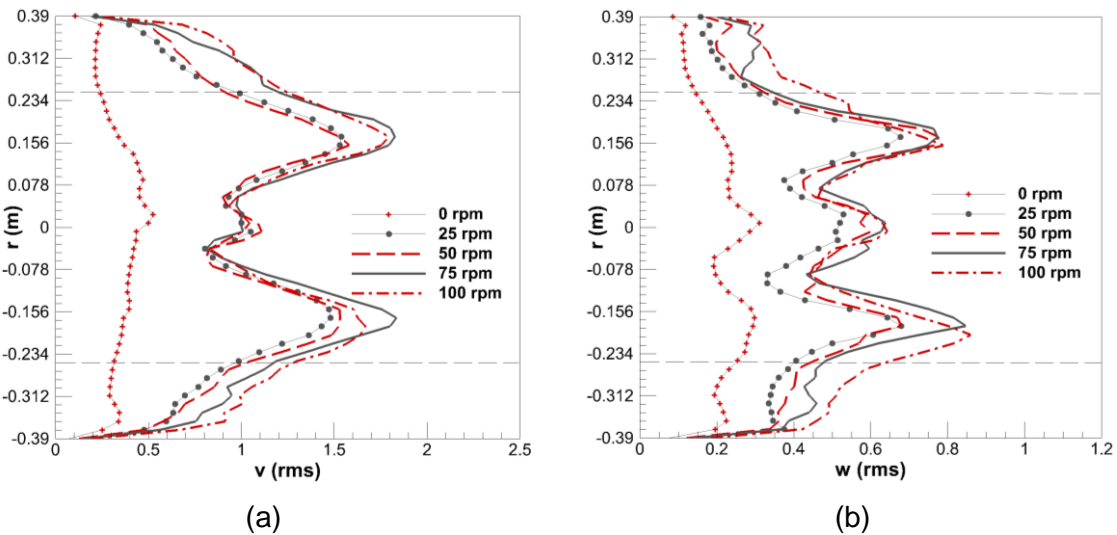 0.39
0.312
0.234
0.156
0.078
0
-0.078
-0.156
-0.234
-0.312
-0.39
r (m)
0 0.5 1 1.5 2 2.5
v (rms)
0 rpm
25 rpm
50 rpm
75 rpm
100 rpm
(a)
0.39
0.312
0.234
0.156
0.078
0
-0.078
-0.156
-0.234
-0.312
-0.39
r (m)
0 0.2 0.4 0.6 0.8 1 1.2
w (rms)
0 rpm
25 rpm
50 rpm
75 rpm
100 rpm
(b)